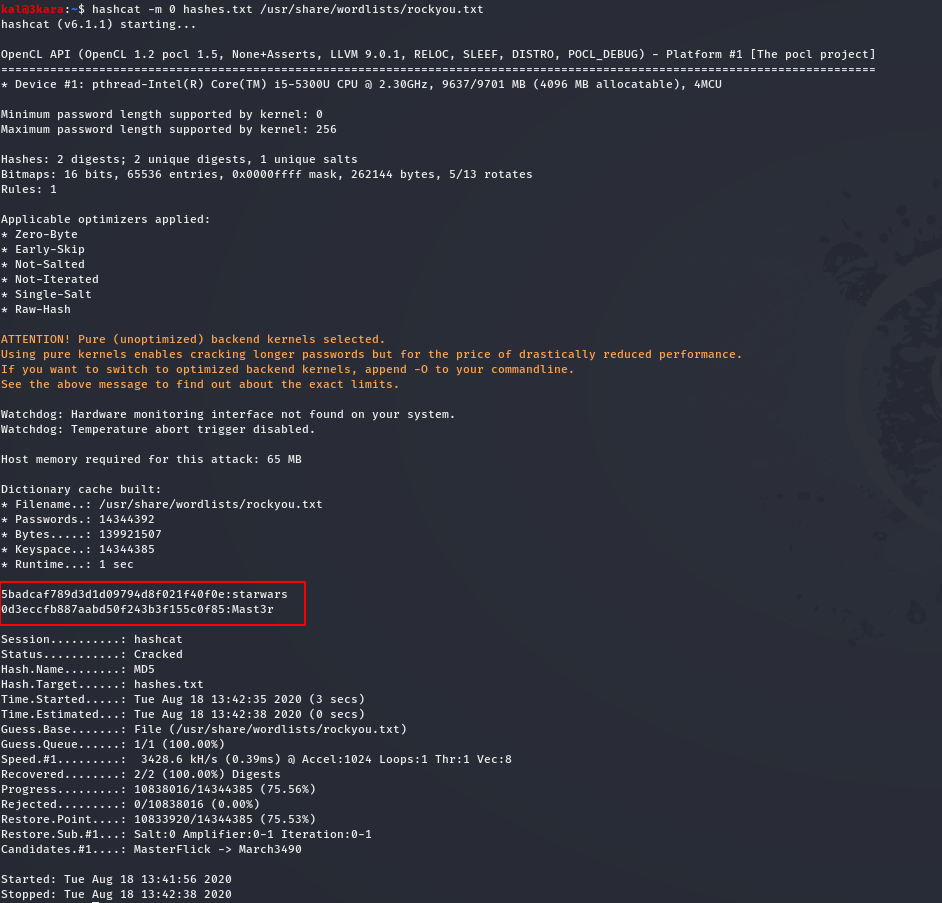 kal@3kara:~$ hashcat -m 0 hashes.txt /usr/share/wordlists/rockyou.txt
hashcat (v6.1.1) starting...
OpenCL API (OpenCL 1.2 pocl 1.5, None+Asserts, LLVM 9.0.1, RELOC, SLEEF, DISTRO, POCL_DEBUG) - Platform #1 [The pocl project]
=============================================================================================================================
* Device #1: pthread-Intel(R) Core(TM) i5-5300U CPU @ 2.30GHz, 9637/9701 MB (4096 MB allocatable), 4MCU
Minimum password length supported by kernel: 0
Maximum password length supported by kernel: 256
Hashes: 2 digests; 2 unique digests, 1 unique salts
Bitmaps: 16 bits, 65536 entries, 0x0000ffff mask, 262144 bytes, 5/13 rotates
Rules: 1
Applicable optimizers applied:
* Zero-Byte
* Early-Skip
* Not-Salted
* Not-Iterated
* Single-Salt
* Raw-Hash
ATTENTION! Pure (unoptimized) backend kernels selected.
Using pure kernels enables cracking longer passwords but for the price of drastically reduced performance.
If you want to switch to optimized backend kernels, append -O to your commandline.
See the above message to find out about the exact limits.
Watchdog: Hardware monitoring interface not found on your system.
Watchdog: Temperature abort trigger disabled.
Host memory required for this attack: 65 MB
Dictionary cache built:
* Filename..: /usr/share/wordlists/rockyou.txt
* Passwords.: 14344392
* Bytes.....: 139921507
* Keyspace..: 14344385
* Runtime...: 1 sec
5badcaf789d3d1d09794d8f021f40f0e:starwars
0d3eccfb887aabd50f243b3f155c0f85:Mast3r
Session..........: hashcat
Status...........: Cracked
Hash.Name........: MD5
Hash.Target......: hashes.txt
Time.Started.....: Tue Aug 18 13:42:35 2020 (3 secs)
Time.Estimated...: Tue Aug 18 13:42:38 2020 (0 secs)
Guess.Base.......: File (/usr/share/wordlists/rockyou.txt)
Guess.Queue......: 1/1 (100.00%)
Speed.#1.........:  3428.6 kH/s (0.39ms) @ Accel:1024 Loops:1 Thr:1 Vec:8
Recovered........: 2/2 (100.00%) Digests
Progress.........: 10838016/14344385 (75.56%)
Rejected.........: 0/10838016 (0.00%)
Restore.Point....: 10833920/14344385 (75.53%)
Restore.Sub.#1...: Salt:0 Amplifier:0-1 Iteration:0-1
Candidates.#1....: MasterFlick -> March3490
Started: Tue Aug 18 13:41:56 2020
Stopped: Tue Aug 18 13:42:38 2020